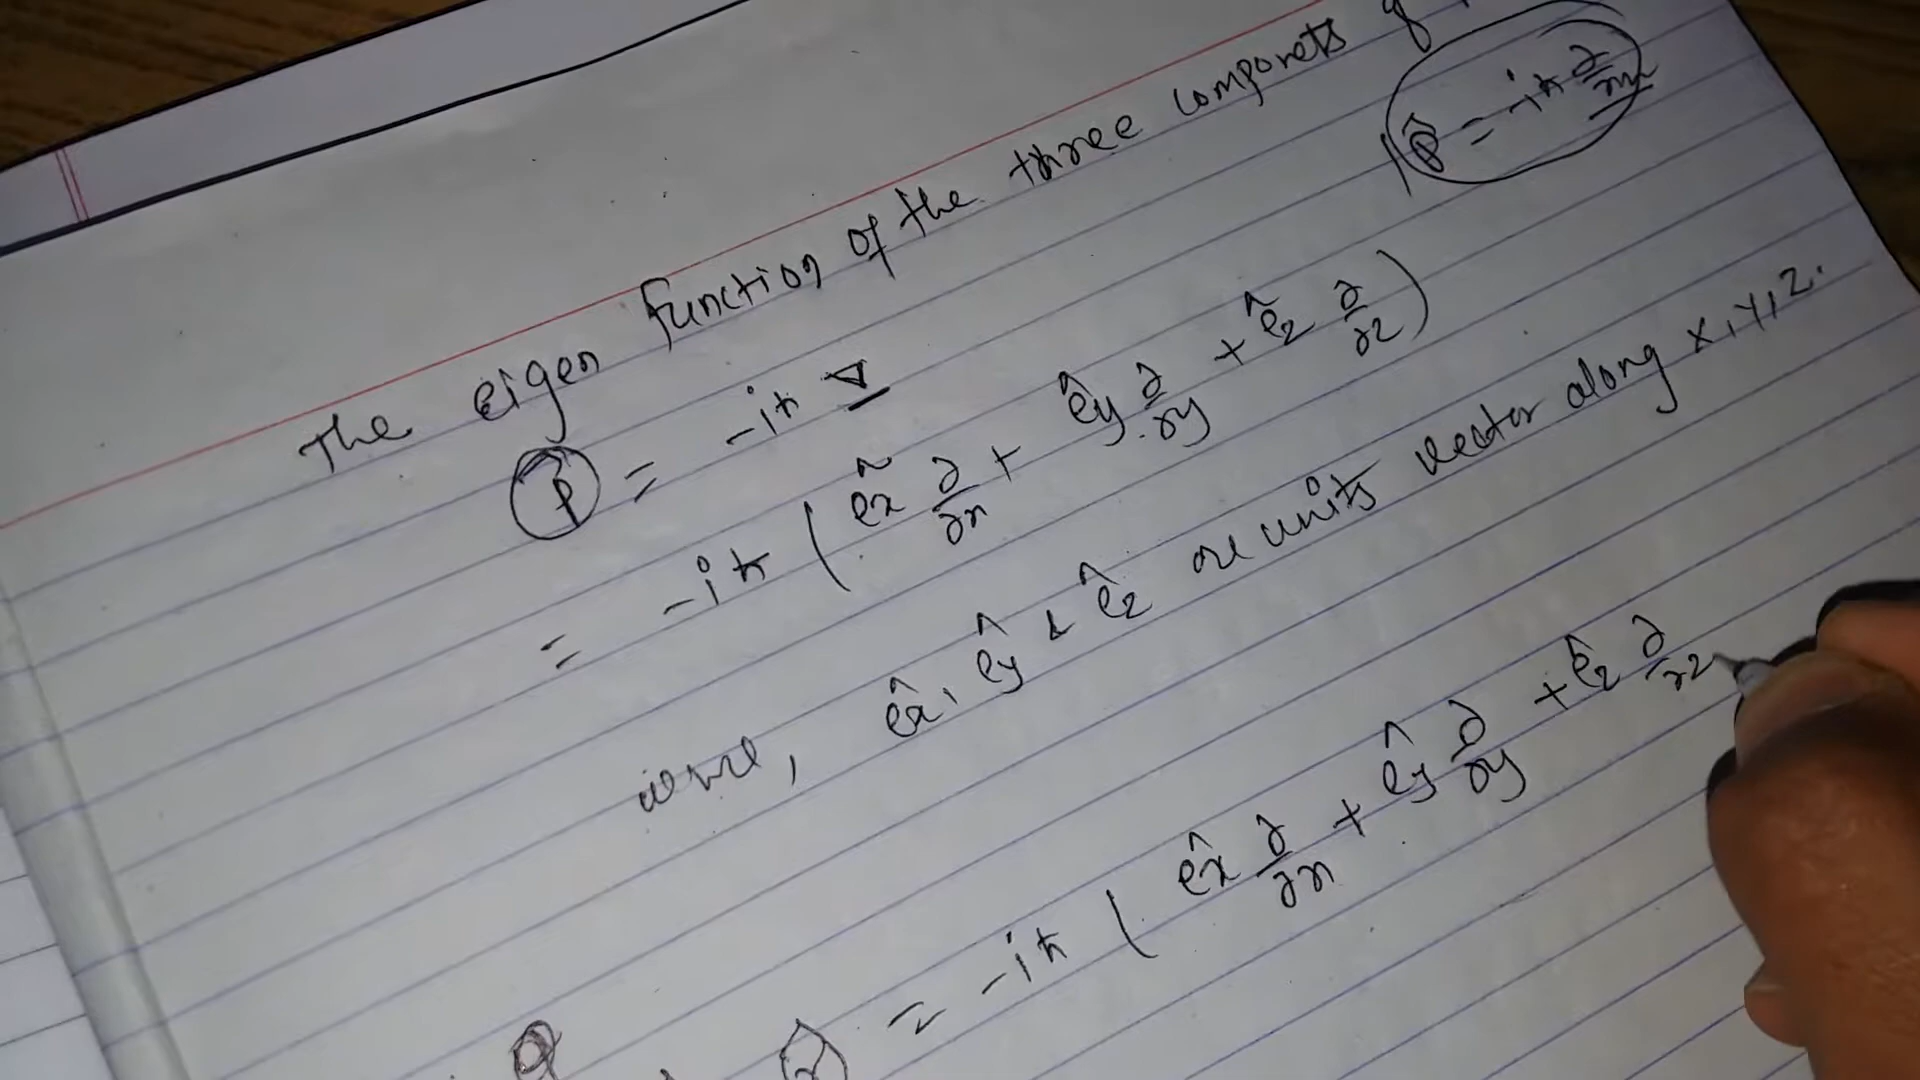 The eigen function of the three componets of
P̂ = -iħ ∂/∂x
P̂ = -iħ ∇
= -iħ ( êx ∂/∂x + êy ∂/∂y + êz ∂/∂z )
where, êx, êy & êz are units vector along x, y, z.
= -iħ ( êx ∂/∂x + êy ∂/∂y + êz ∂/∂z